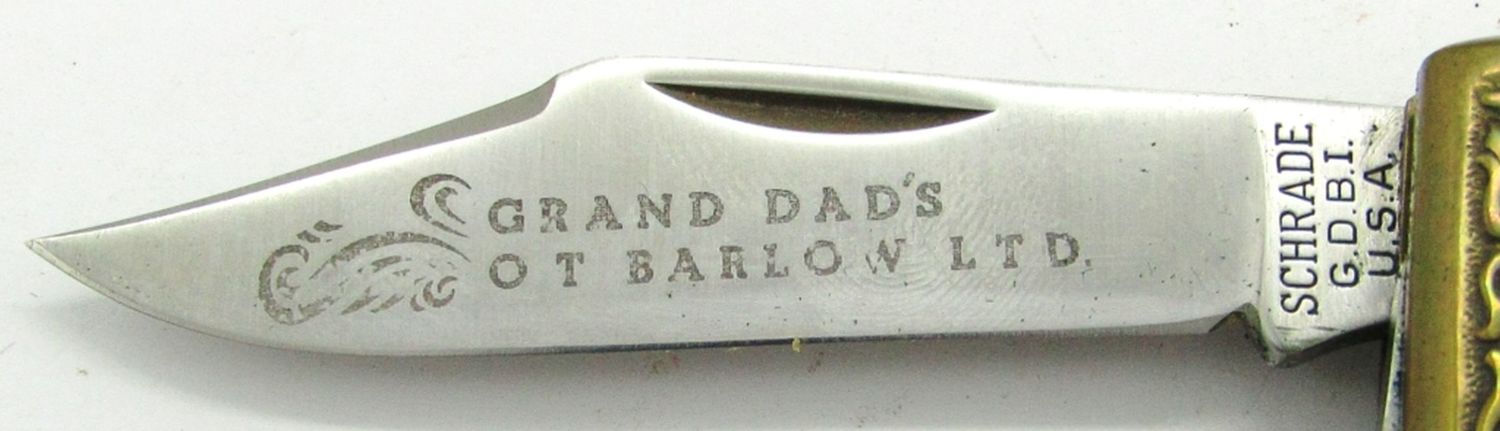 GRAND DAD'S
OT BARLOW LTD.
SCHRADE
G.D.B.I.
U.S.A.